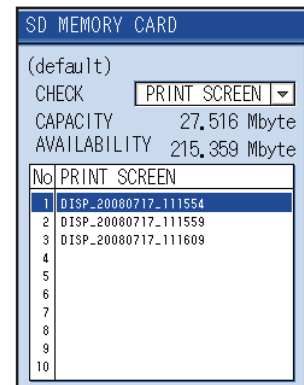 SD MEMORY CARD
(default)
CHECK PRINT SCREEN
CAPACITY 27.516 Mbyte
AVAILABILITY 215.359 Mbyte
No PRINT SCREEN
1 DISP_20080717_111554
2 DISP_20080717_111559
3 DISP_20080717_111609
4
5
6
7
8
9
10